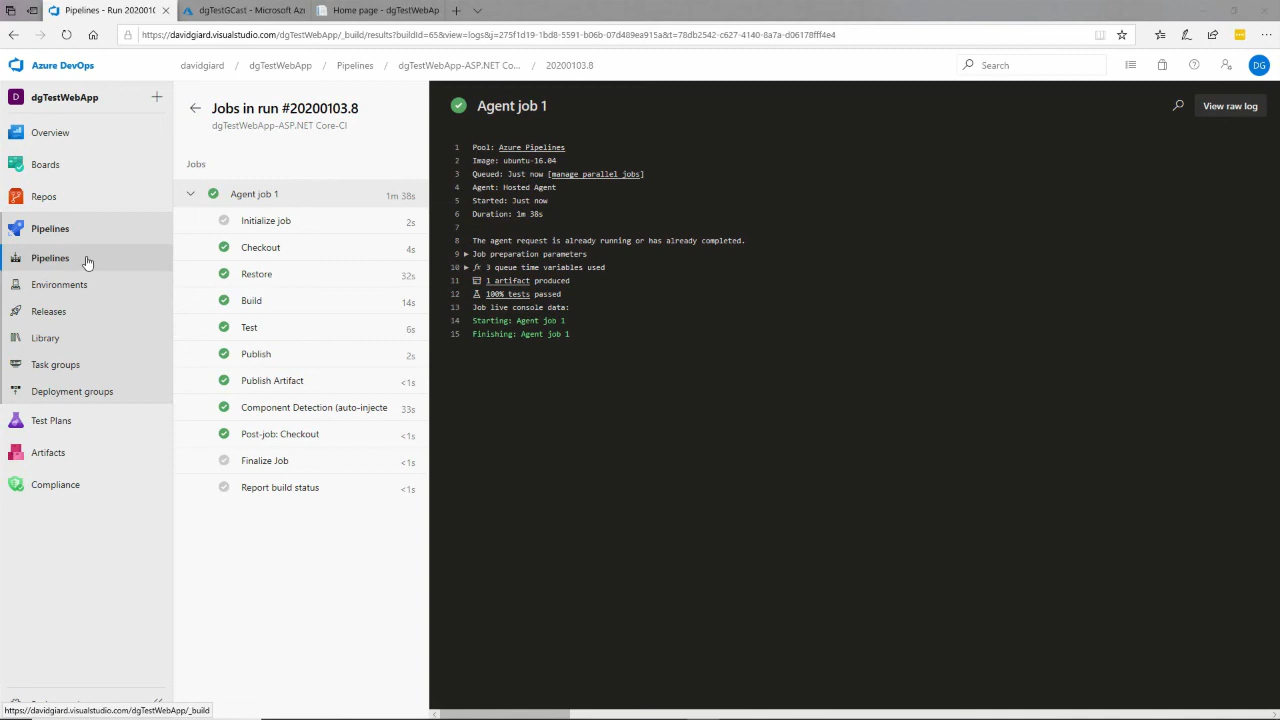 Pipelines - Run 2020010
dgTestGCast - Microsoft Az
Home page - dgTestWebAp
https://davidgiard.visualstudio.com/dgTestWebApp/_build/results?buildId=65&view=logs&j=275f1d19-1bd8-5591-b06b-07d489ea915a&t=78db2542-c627-4140-8a7a-d06178fff4e4
Azure DevOps
davidgiard / dgTestWebApp / Pipelines / dgTestWebApp-ASP.NET Co... / 20200103.8
Search
DG
D
dgTestWebApp
Overview
Boards
Repos
Pipelines
Pipelines
Environments
Releases
Library
Task groups
Deployment groups
Test Plans
Artifacts
Compliance
https://davidgiard.visualstudio.com/dgTestWebApp/_build
Jobs in run #20200103.8
dgTestWebApp-ASP.NET Core-CI
Jobs
Agent job 1 1m 38s
Initialize job 2s
Checkout 4s
Restore 32s
Build 14s
Test 6s
Publish 2s
Publish Artifact <1s
Component Detection (auto-injecte 33s
Post-job: Checkout <1s
Finalize Job <1s
Report build status <1s
Agent job 1
View raw log
1 Pool: Azure Pipelines
2 Image: ubuntu-16.04
3 Queued: Just now [manage parallel jobs]
4 Agent: Hosted Agent
5 Started: Just now
6 Duration: 1m 38s
7
8 The agent request is already running or has already completed.
9 Job preparation parameters
10 fx 3 queue time variables used
11 1 artifact produced
12 100% tests passed
13 Job live console data:
14 Starting: Agent job 1
15 Finishing: Agent job 1